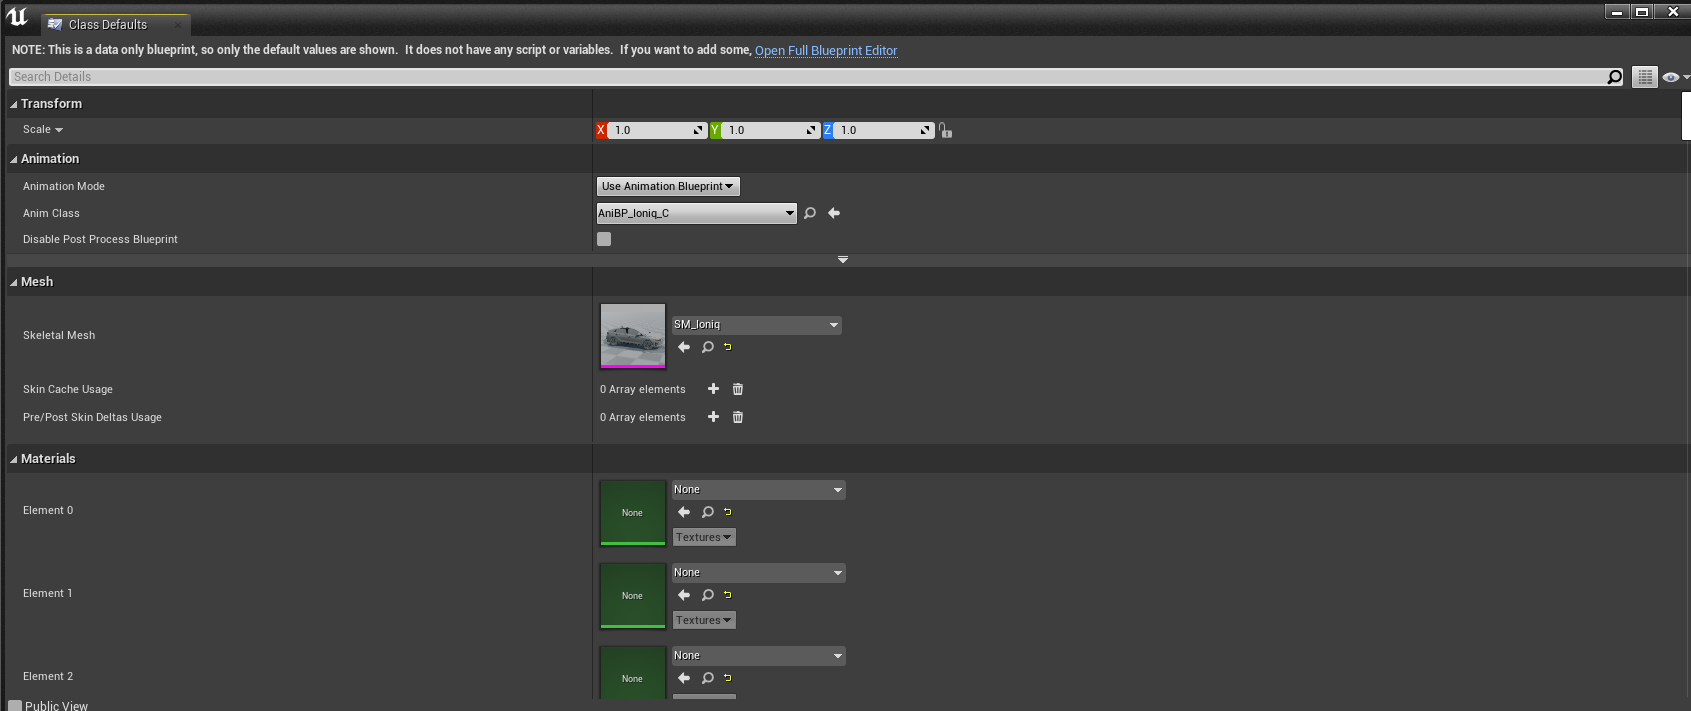 Class Defaults
NOTE: This is a data only blueprint, so only the default values are shown.  It does not have any script or variables.  If you want to add some, Open Full Blueprint Editor
Search Details
Transform
Scale X 1.0 Y 1.0 Z 1.0
Animation
Animation Mode Use Animation Blueprint
Anim Class AniBP_Ioniq_C
Disable Post Process Blueprint
Mesh
Skeletal Mesh SM_Ioniq
Skin Cache Usage 0 Array elements
Pre/Post Skin Deltas Usage 0 Array elements
Materials
Element 0 None None
Textures
Element 1 None None
Textures
Element 2 None None
Public View